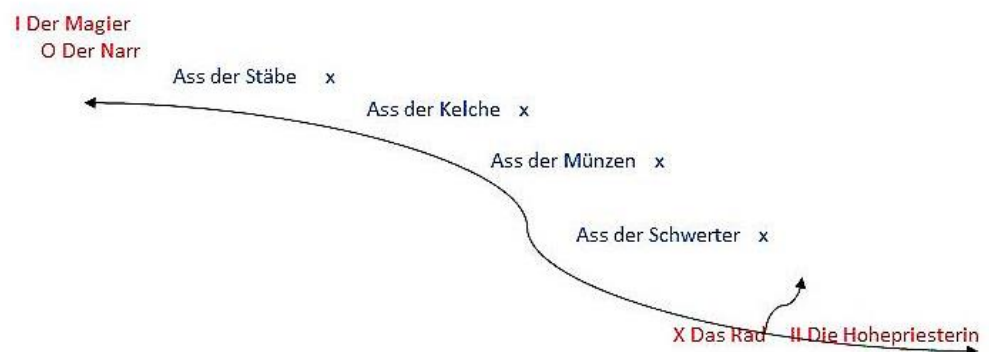 I Der Magier
O Der Narr
Ass der Stäbe x
Ass der Kelche x
Ass der Münzen x
Ass der Schwerter x
X Das Rad II Die Hohepriesterin